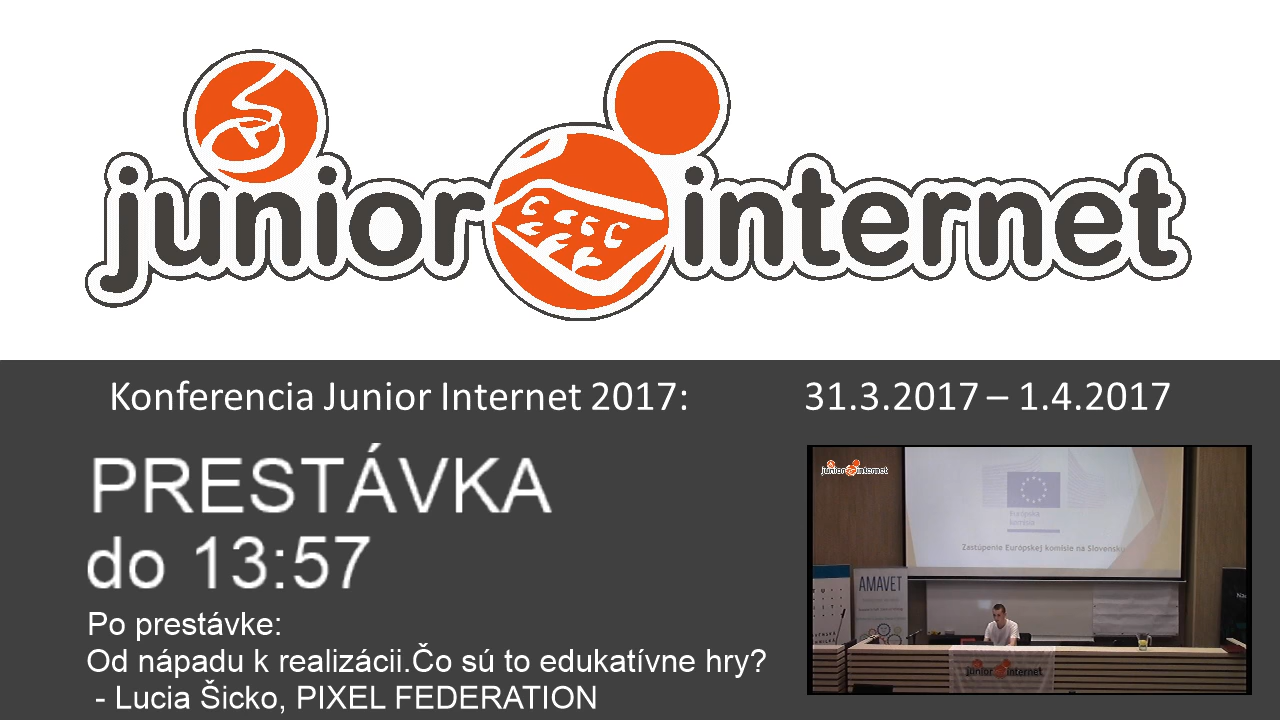 junior internet
Konferencia Junior Internet 2017: 31.3.2017 – 1.4.2017
PRESTÁVKA
do 13:57
Po prestávke:
Od nápadu k realizácii.Čo sú to edukatívne hry?
- Lucia Šicko, PIXEL FEDERATION
junior internet
Európska
komisia
Zastúpenie Európskej komisie na Slovensku
AMAVET
junior internet